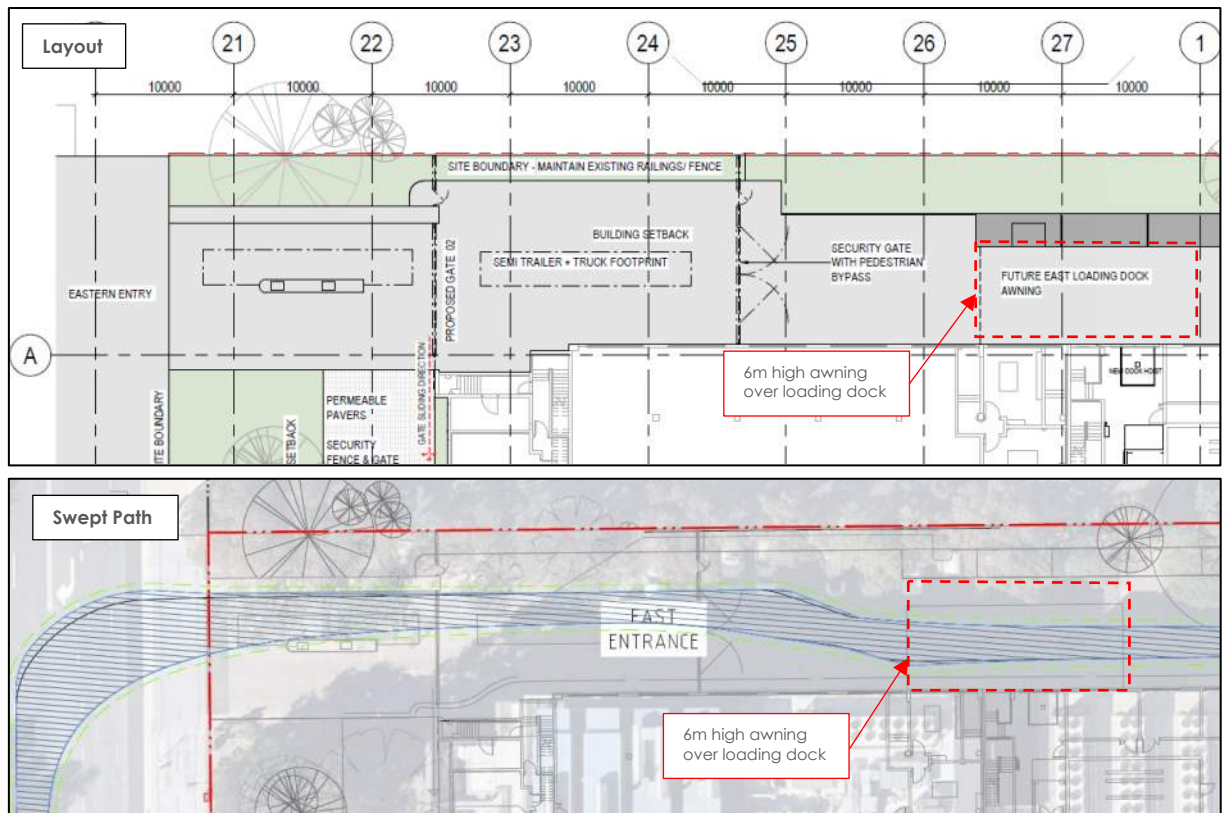 Layout
21
22
23
24
25
26
27
1
10000
10000
10000
10000
10000
10000
10000
10000
SITE BOUNDARY - MAINTAIN EXISTING RAILINGS/ FENCE
BUILDING SETBACK
SEMI TRAILER + TRUCK FOOTPRINT
PROPOSED GATE 02
SECURITY GATE
WITH PEDESTRIAN
BYPASS
FUTURE EAST LOADING DOCK
AWNING
EASTERN ENTRY
A
6m high awning
over loading dock
NEW DOCK HOIST
GATE SLIDING DIRECTION
PERMEABLE
PAVERS
SECURITY
FENCE & GATE
TE BOUNDARY
SETBACK
Swept Path
EAST
ENTRANCE
6m high awning
over loading dock